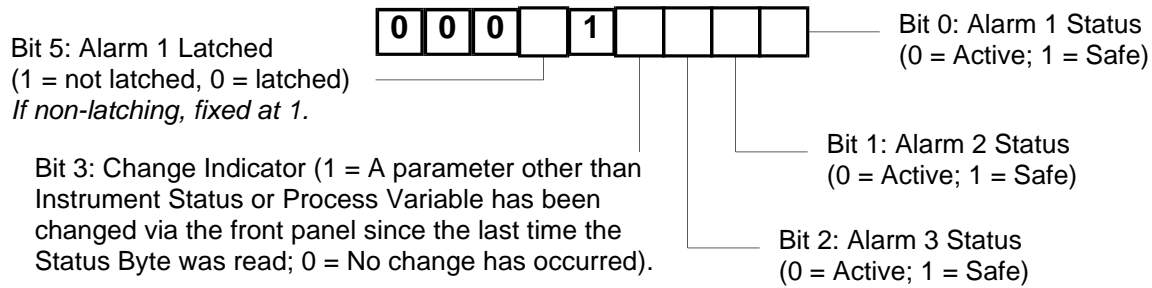 0 0 0 1
Bit 5: Alarm 1 Latched
(1 = not latched, 0 = latched)
If non-latching, fixed at 1.
Bit 0: Alarm 1 Status
(0 = Active; 1 = Safe)
Bit 3: Change Indicator (1 = A parameter other than
Instrument Status or Process Variable has been
changed via the front panel since the last time the
Status Byte was read; 0 = No change has occurred).
Bit 1: Alarm 2 Status
(0 = Active; 1 = Safe)
Bit 2: Alarm 3 Status
(0 = Active; 1 = Safe)